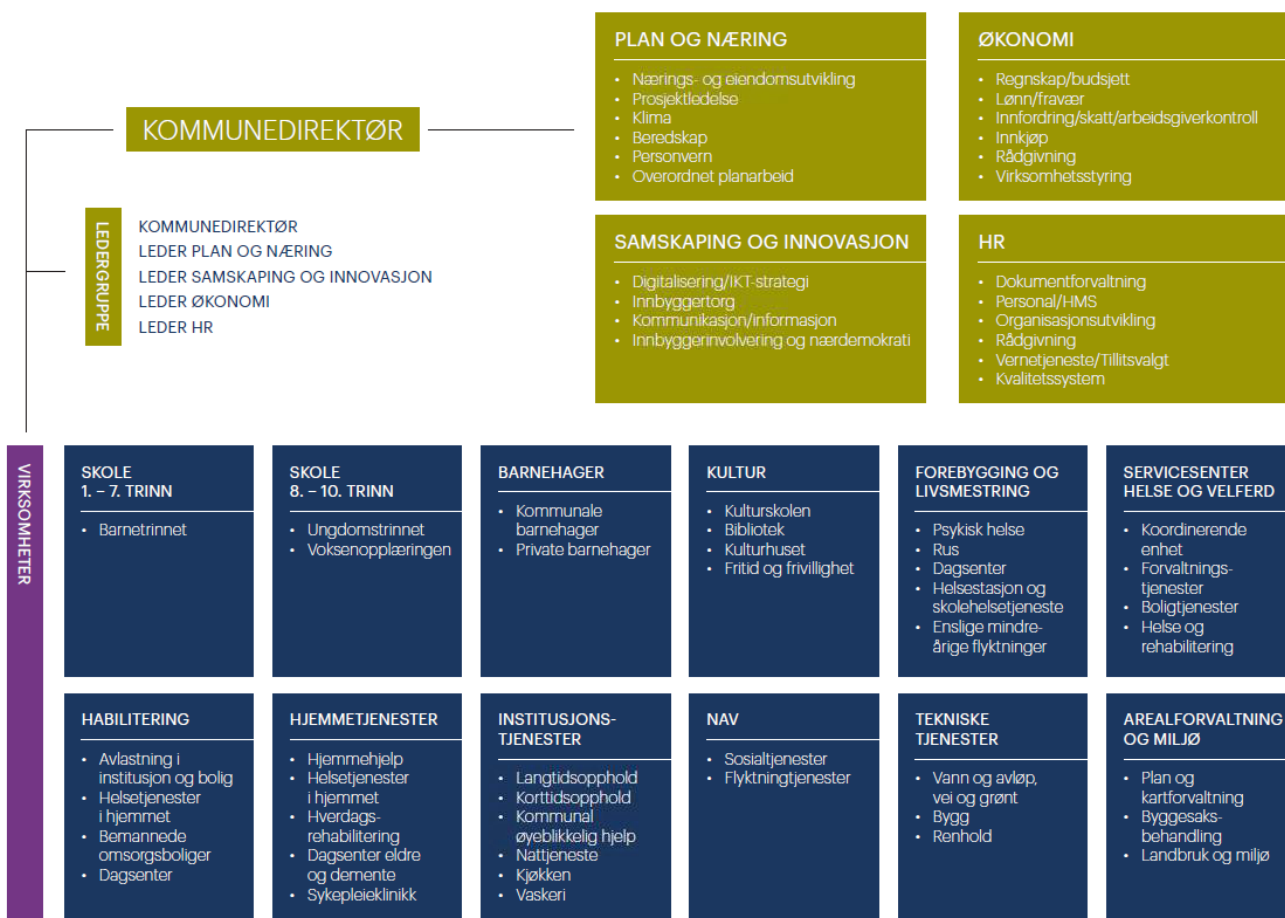 KOMMUNEDIREKTØR
PLAN OG NÆRING
• Nærings- og eiendomsutvikling
• Prosjektledelse
• Klima
• Beredskap
• Personvern
• Overordnet planarbeid
ØKONOMI
• Regnskap/budsjett
• Lønn/fravær
• Innfordring/skatt/arbeidsgiverkontroll
• Innkjøp
• Rådgivning
• Virksomhetsstyring
LEDERGRUPPE
KOMMUNEDIREKTØR
LEDER PLAN OG NÆRING
LEDER SAMSKAPING OG INNOVASJON
LEDER ØKONOMI
LEDER HR
SAMSKAPING OG INNOVASJON
• Digitalisering/IKT-strategi
• Innbyggertorg
• Kommunikasjon/informasjon
• Innbyggerinvolvering og nærdemokrati
HR
• Dokumentforvaltning
• Personal/HMS
• Organisasjonsutvikling
• Rådgivning
• Vernetjeneste/Tillitsvalgt
• Kvalitetssystem
VIRKSOMHETER
SKOLE
1. – 7. TRINN
• Barnetrinnet
SKOLE
8. – 10. TRINN
• Ungdomstrinnet
• Voksenopplæringen
BARNEHAGER
• Kommunale
barnehager
• Private barnehager
KULTUR
• Kulturskolen
• Bibliotek
• Kulturhuset
• Fritid og frivillighet
FOREBYGGING OG
LIVSMESTRING
• Psykisk helse
• Rus
• Dagsenter
• Helsestasjon og
skolehelsetjeneste
• Enslige mindre-
årige flyktninger
SERVICESENTER
HELSE OG VELFERD
• Koordinerende
enhet
• Forvaltnings-
tjenester
• Boligtjenester
• Helse og
rehabilitering
HABILITERING
• Avlastning i
institusjon og bolig
• Helsetjenester
i hjemmet
• Bemannede
omsorgsboliger
• Dagsenter
HJEMMETJENESTER
• Hjemmehjelp
• Helsetjenester
i hjemmet
• Hverdags-
rehabilitering
• Dagsenter eldre
og demente
• Sykepleieklinikk
INSTITUSJONS-
TJENESTER
• Langtidsopphold
• Korttidsopphold
• Kommunal
øyeblikkelig hjelp
• Nattjeneste
• Kjøkken
• Vaskeri
NAV
• Sosialtjenester
• Flyktningtjenester
TEKNISKE
TJENESTER
• Vann og avløp,
vei og grønt
• Bygg
• Renhold
AREALFORVALTNING
OG MILJØ
• Plan og
kartforvaltning
• Byggesaks-
behandling
• Landbruk og miljø